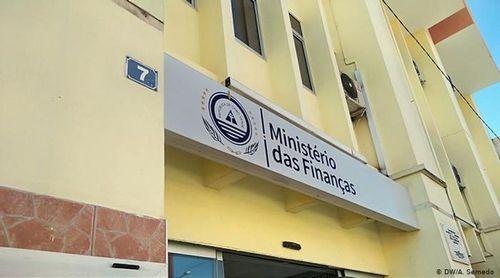 7
Ministério
das Finanças
© DW/A. Semedo